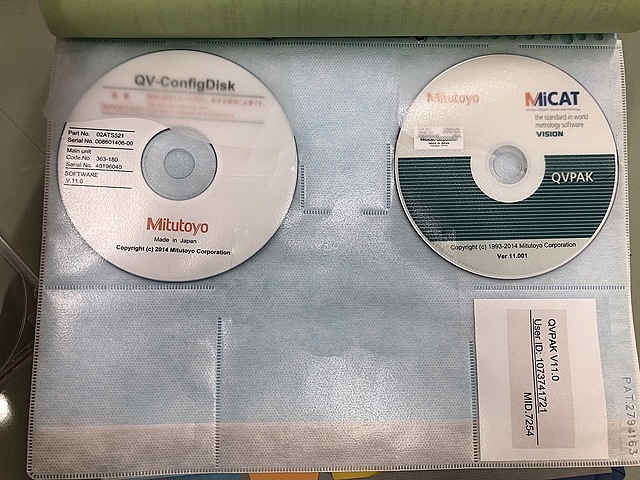 QV-ConfigDisk
Part No. 02ATS521
Serial No. 008601406-00
Main unit
Code No. 363-180
Serial No. 40196040
SOFTWARE
V.11.0
Mitutoyo
Made in Japan
Copyright (c) 2014 Mitutoyo Corporation
Mitutoyo
MiCAT
the standard in world
metrology software
VISION
QVPAK
Copyright (c) 1993-2014 Mitutoyo Corporation
Ver 11.001
QVPAK V11.0
User ID: 1073741721
MID.7254
PAT.2794163